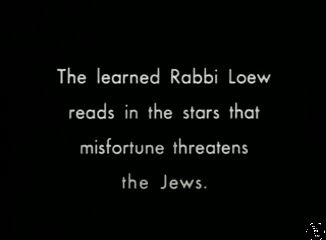 The learned Rabbi Loew
reads in the stars that
misfortune threatens
the Jews.